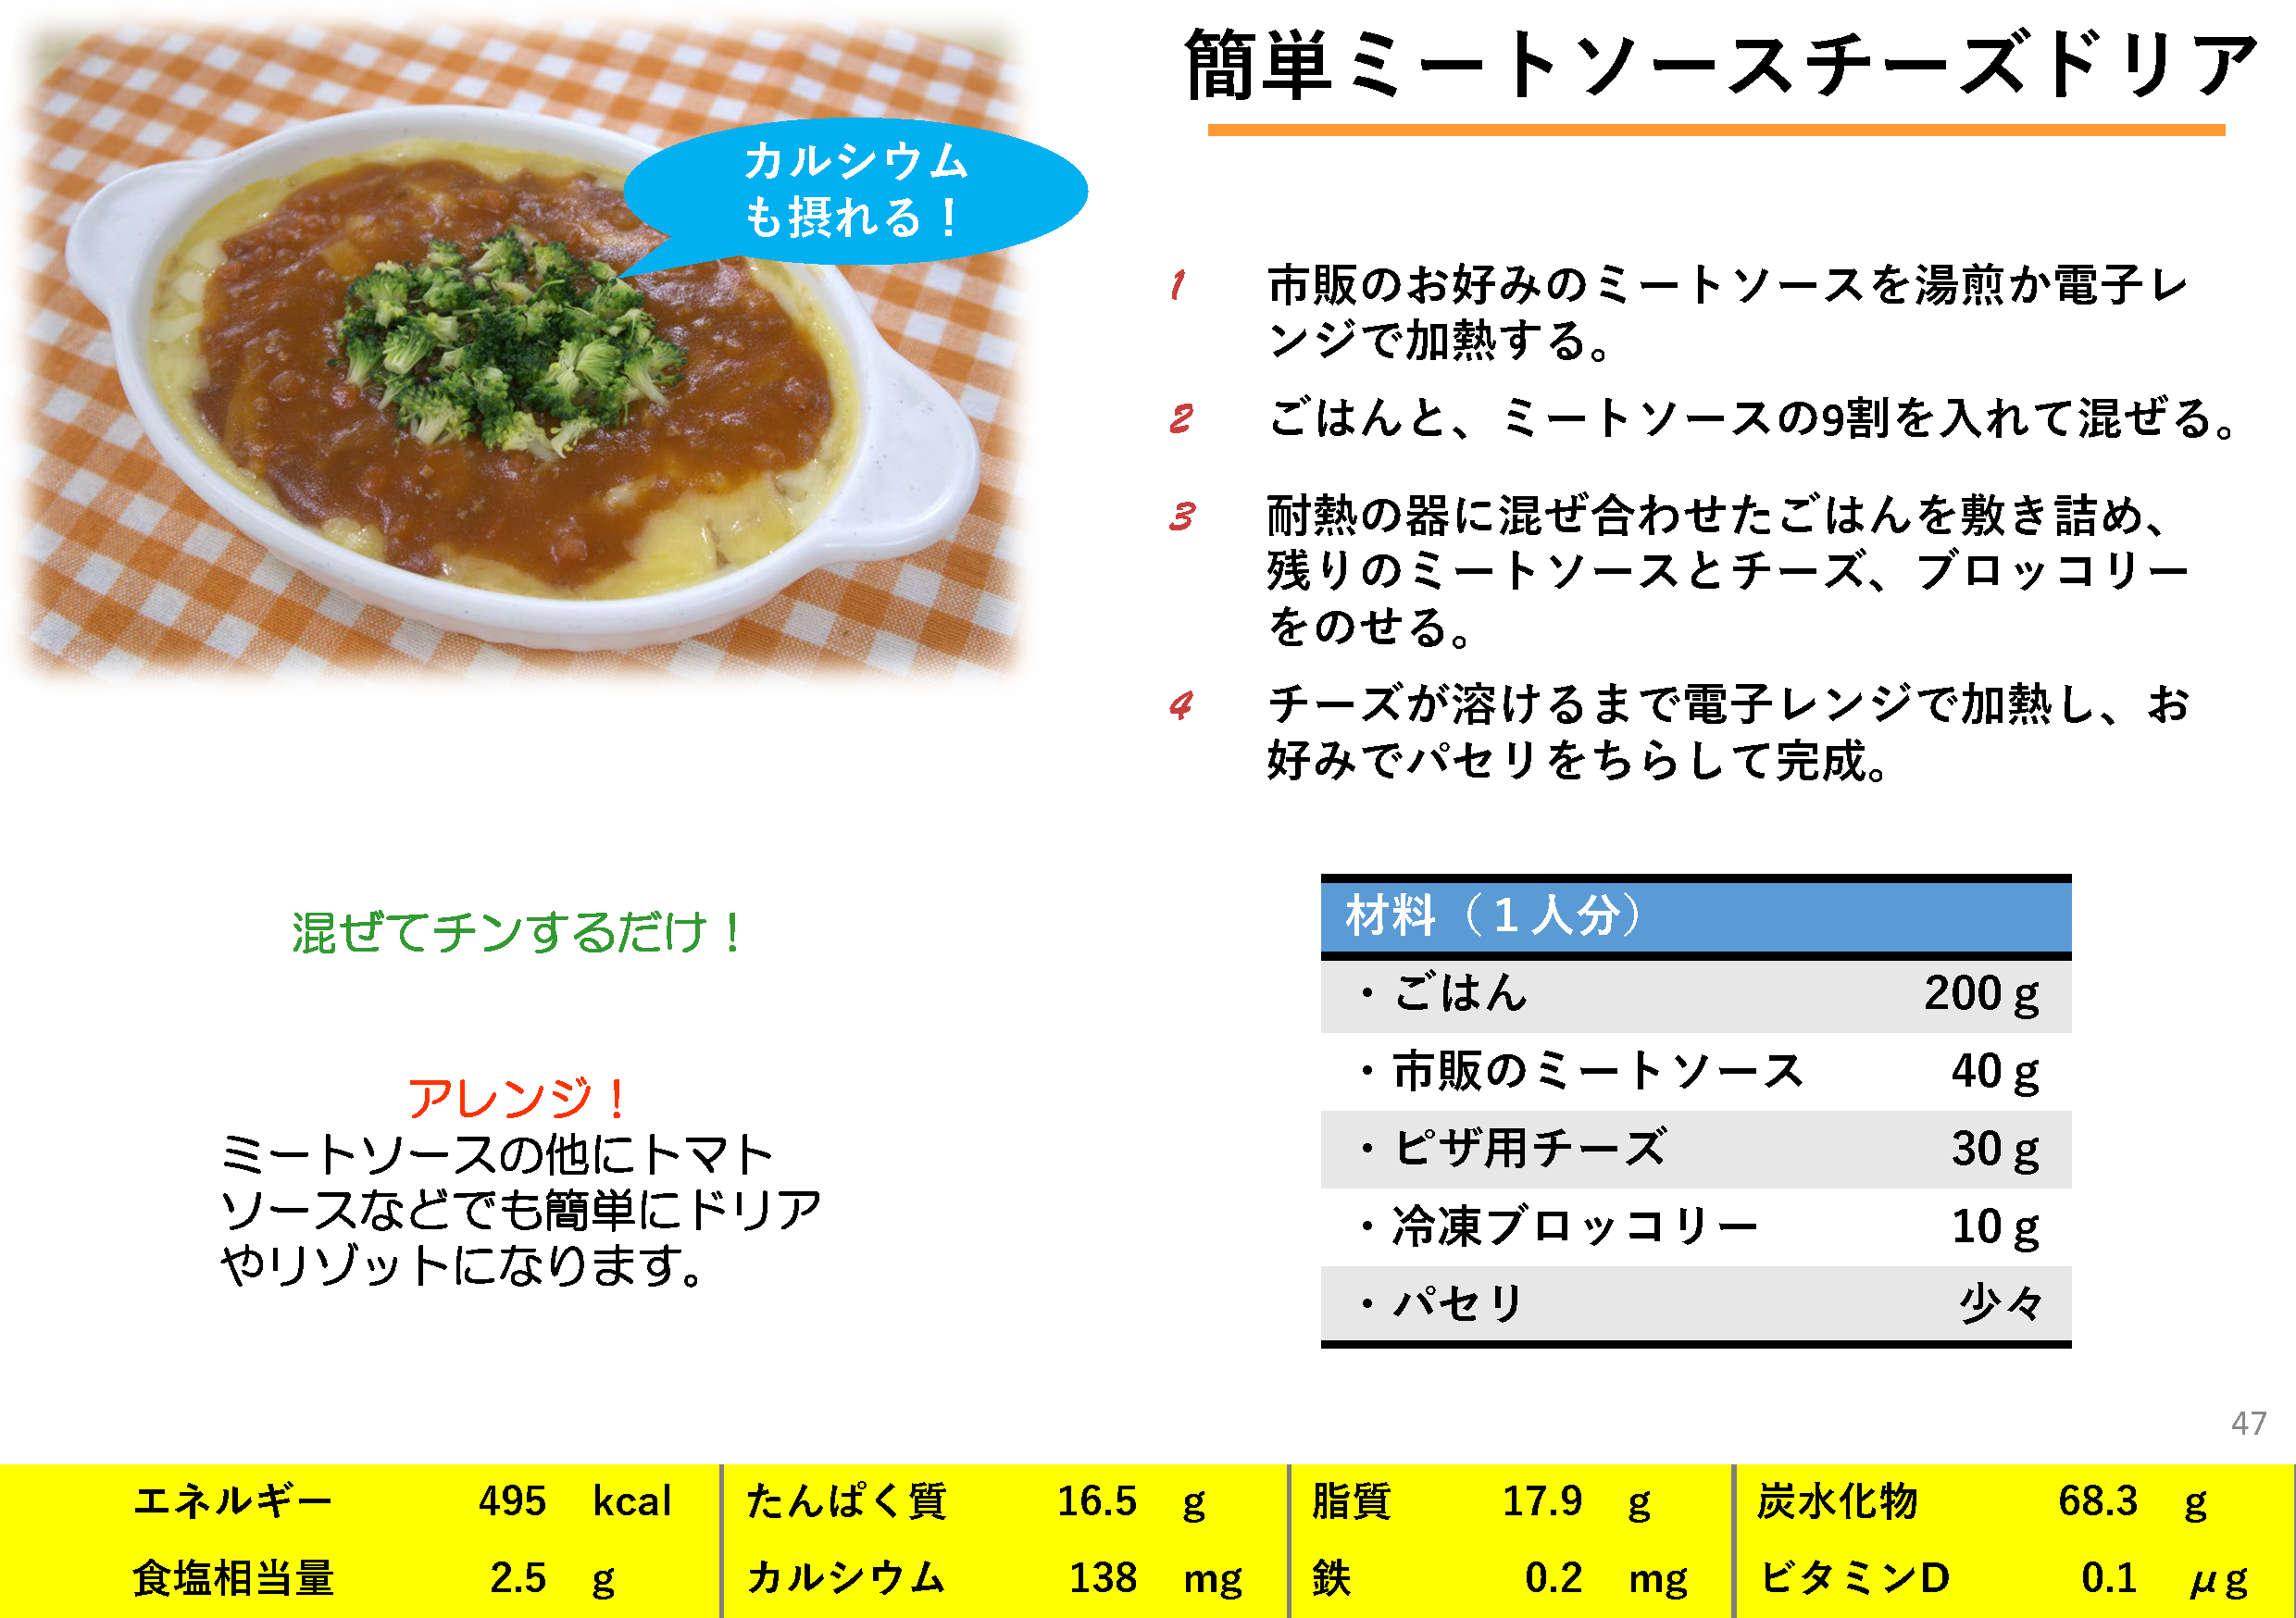 簡単ミートソースチーズドリア
カルシウム
も摂れる！
1 市販のお好みのミートソースを湯煎か電子レ
ンジで加熱する。
2 ごはんと、ミートソースの9割を入れて混ぜる。
3 耐熱の器に混ぜ合わせたごはんを敷き詰め、
残りのミートソースとチーズ、ブロッコリー
をのせる。
4 チーズが溶けるまで電子レンジで加熱し、お
好みでパセリをちらして完成。
混ぜてチンするだけ！
アレンジ！
ミートソースの他にトマト
ソースなどでも簡単にドリア
やリゾットになります。
材料（１人分）
・ごはん 200 g
・市販のミートソース 40 g
・ピザ用チーズ 30 g
・冷凍ブロッコリー 10 g
・パセリ 少々
47
エネルギー 495 kcal たんぱく質 16.5 g 脂質 17.9 g 炭水化物 68.3 g
食塩相当量 2.5 g カルシウム 138 mg 鉄 0.2 mg ビタミンD 0.1 μg